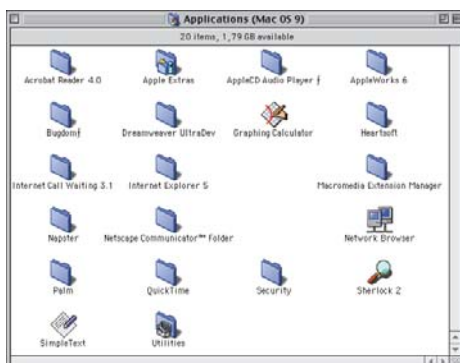 Applications (Mac OS 9)
20 items, 1,79 GB available
Acrobat Reader 4.0 Apple Extras AppleCD Audio Player ƒ AppleWorks 6
Bugdomƒ Dreamweaver UltraDev Graphing Calculator Heartsoft
Internet Call Waiting 3.1 Internet Explorer 5 Macromedia Extension Manager
Napster Netscape Communicator™ Folder Network Browser
Palm QuickTime Security Sherlock 2
SimpleText Utilities